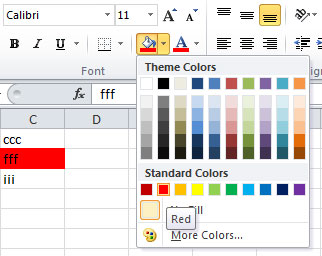 Calibri 11 A A
B I U A
Font
fx fff
Theme Colors
C D
ccc
fff
iii
Standard Colors
No Fill
Red
More Colors...